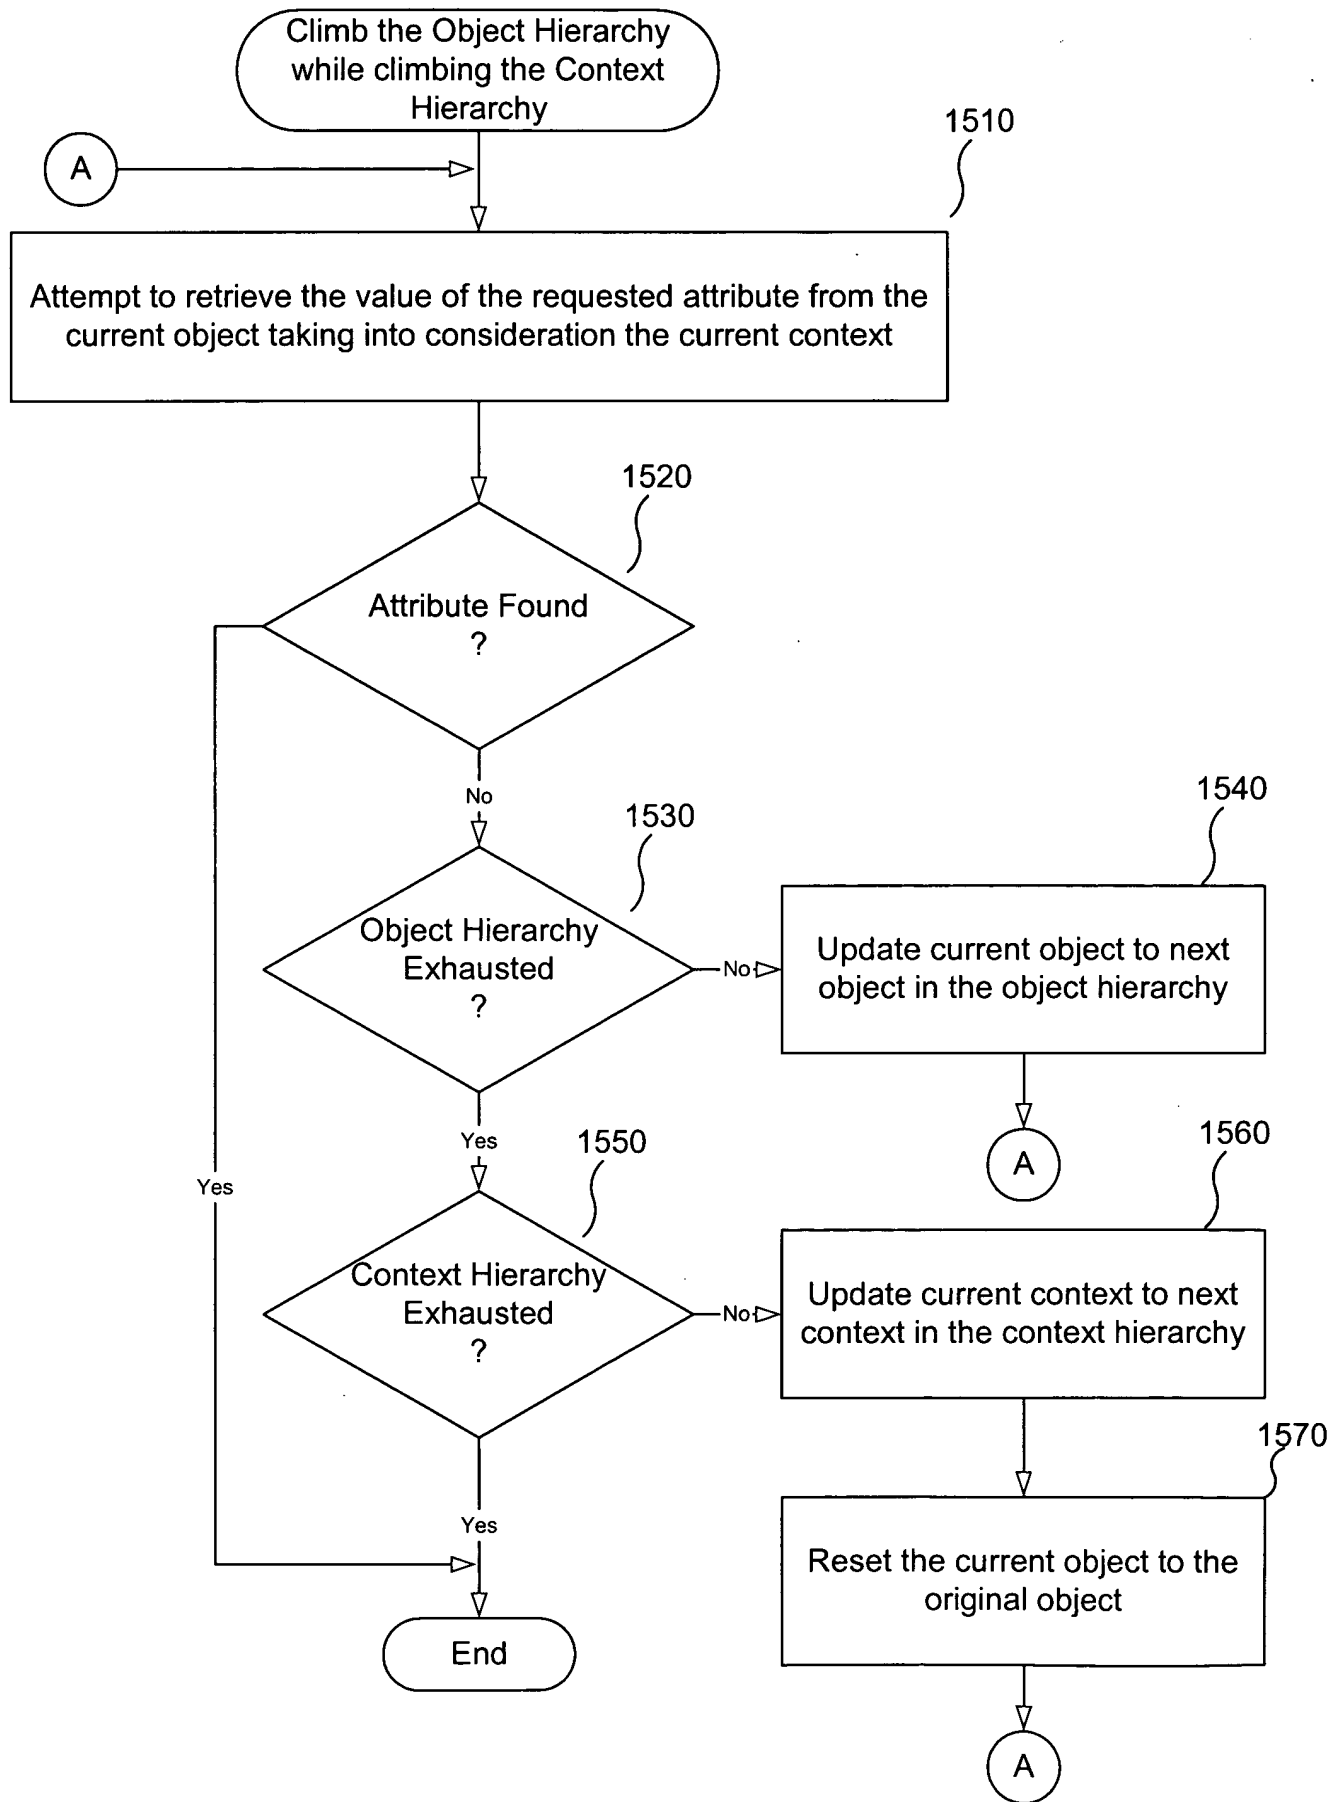 Climb the Object Hierarchy
while climbing the Context
Hierarchy
A
1510
Attempt to retrieve the value of the requested attribute from the
current object taking into consideration the current context
1520
Attribute Found
?
No
1530
1540
Object Hierarchy
Exhausted
?
No
Update current object to next
object in the object hierarchy
Yes
A
1550
1560
Yes
Context Hierarchy
Exhausted
?
No
Update current context to next
context in the context hierarchy
1570
Yes
Reset the current object to the
original object
End
A